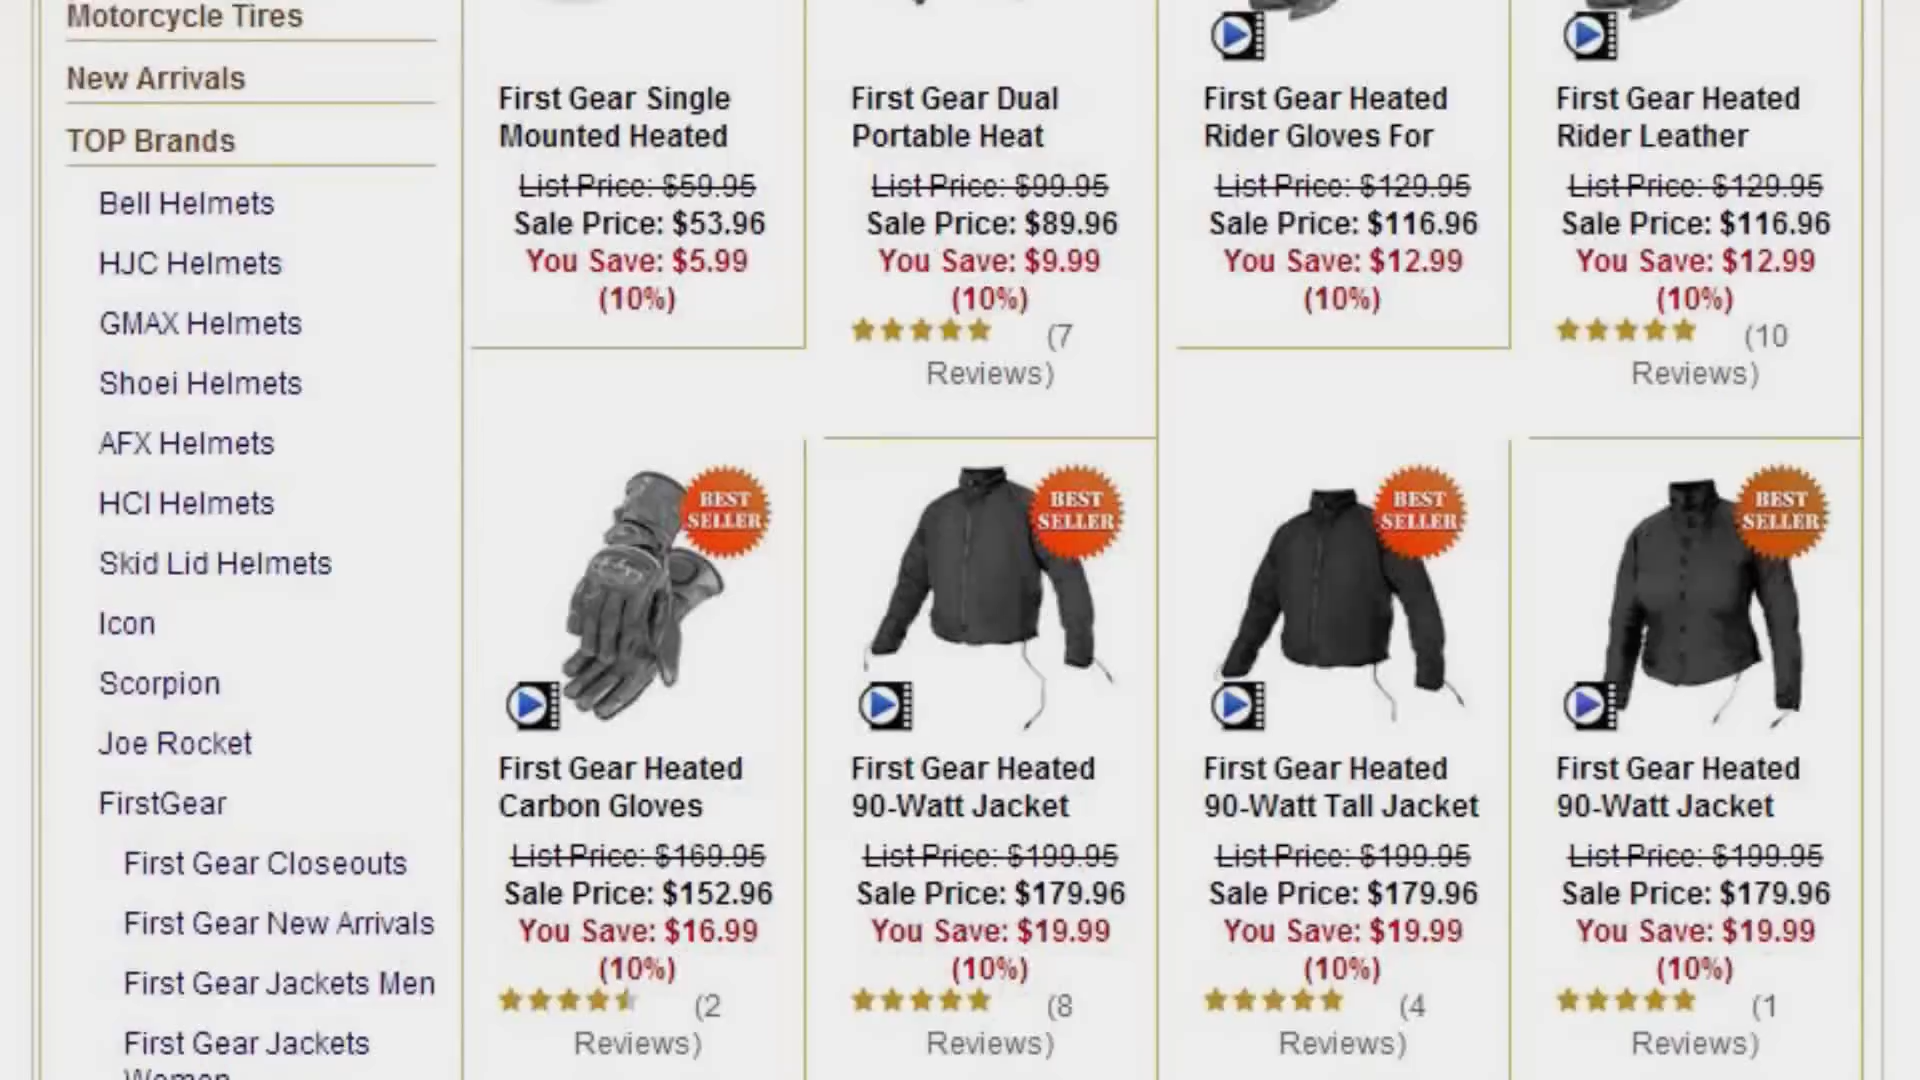 Motorcycle Tires
New Arrivals
TOP Brands
Bell Helmets
HJC Helmets
GMAX Helmets
Shoei Helmets
AFX Helmets
HCI Helmets
Skid Lid Helmets
Icon
Scorpion
Joe Rocket
FirstGear
First Gear Closeouts
First Gear New Arrivals
First Gear Jackets Men
First Gear Jackets
Women
First Gear Single
Mounted Heated
List Price: $59.95
Sale Price: $53.96
You Save: $5.99
(10%)
First Gear Dual
Portable Heat
List Price: $99.95
Sale Price: $89.96
You Save: $9.99
(10%)
(7
Reviews)
First Gear Heated
Rider Gloves For
List Price: $129.95
Sale Price: $116.96
You Save: $12.99
(10%)
First Gear Heated
Rider Leather
List Price: $129.95
Sale Price: $116.96
You Save: $12.99
(10%)
(10
Reviews)
BEST
SELLER
First Gear Heated
Carbon Gloves
List Price: $169.95
Sale Price: $152.96
You Save: $16.99
(10%)
(2
Reviews)
BEST
SELLER
First Gear Heated
90-Watt Jacket
List Price: $199.95
Sale Price: $179.96
You Save: $19.99
(10%)
(8
Reviews)
BEST
SELLER
First Gear Heated
90-Watt Tall Jacket
List Price: $199.95
Sale Price: $179.96
You Save: $19.99
(10%)
(4
Reviews)
BEST
SELLER
First Gear Heated
90-Watt Jacket
List Price: $199.95
Sale Price: $179.96
You Save: $19.99
(10%)
(1
Reviews)